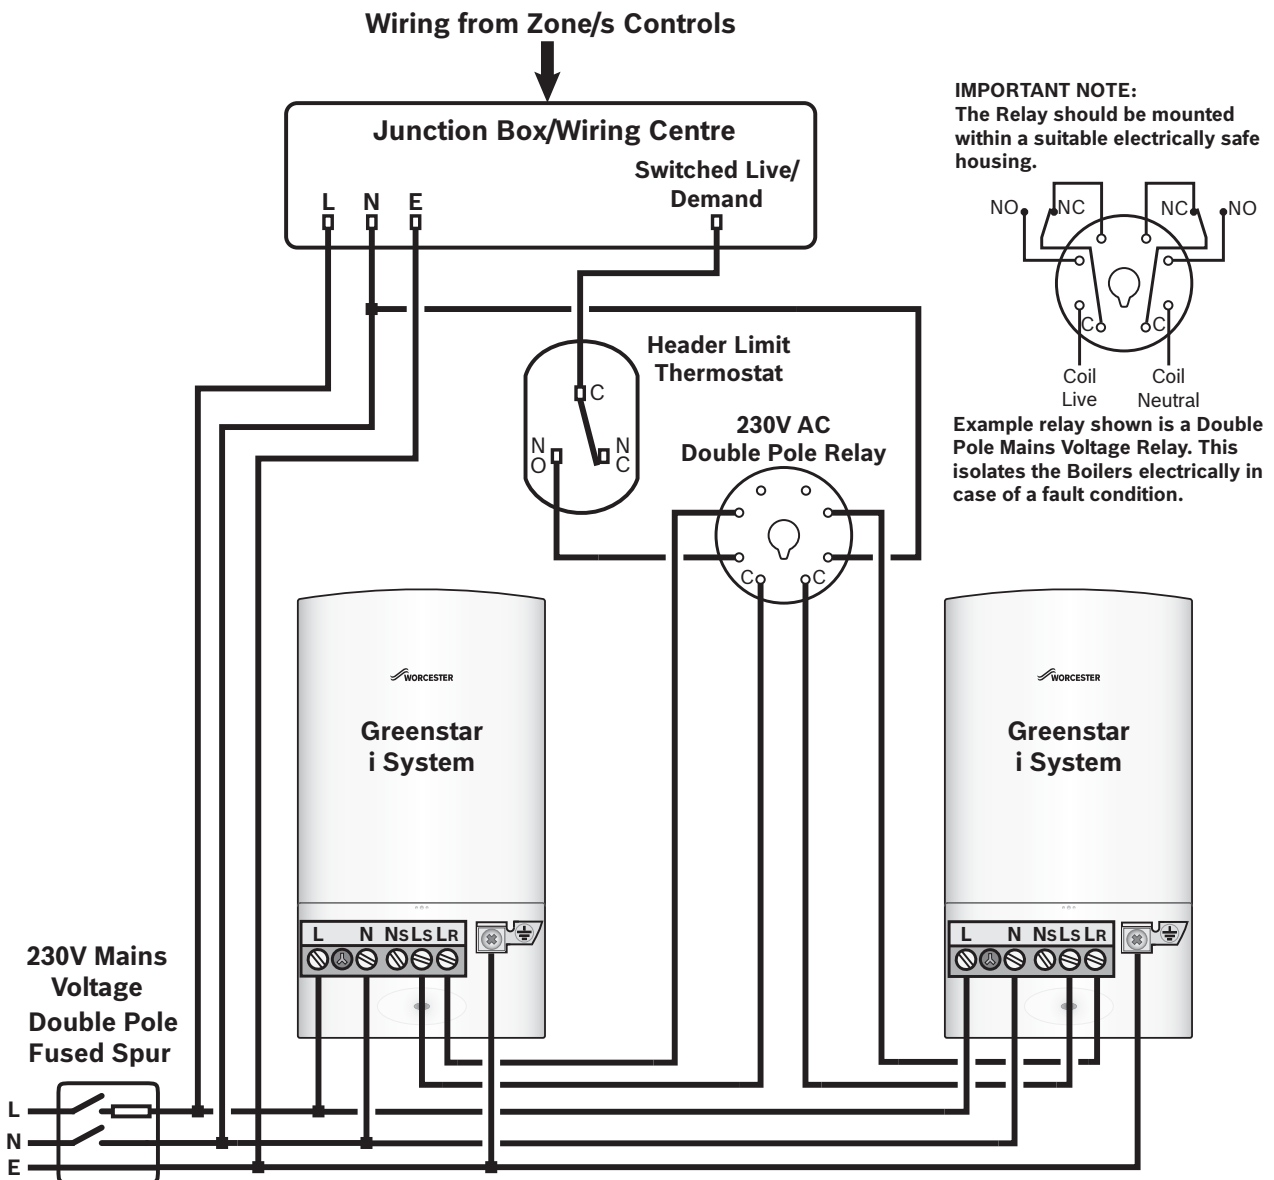 Wiring from Zone/s Controls
Junction Box/Wiring Centre
Switched Live/
Demand
L N E
IMPORTANT NOTE:
The Relay should be mounted
within a suitable electrically safe
housing.
NO NC NC NO
C C
Coil
Live
Coil
Neutral
Example relay shown is a Double
Pole Mains Voltage Relay. This
isolates the Boilers electrically in
case of a fault condition.
Header Limit
Thermostat
C
N
O
N
C
230V AC
Double Pole Relay
C C
WORCESTER
Greenstar
i System
L N NS LS LR
WORCESTER
Greenstar
i System
L N NS LS LR
230V Mains
Voltage
Double Pole
Fused Spur
L
N
E